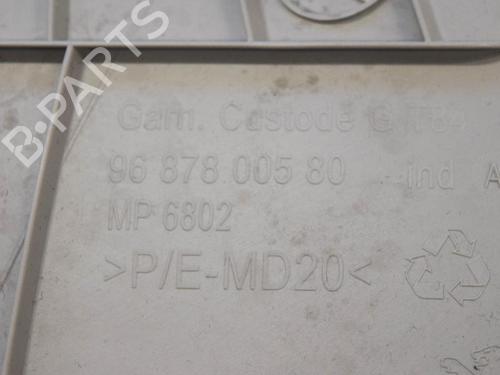 B-PARTS
Garn. Custode G T84
96 878 005 80 ind A
MP 6802
>P/E-MD20<